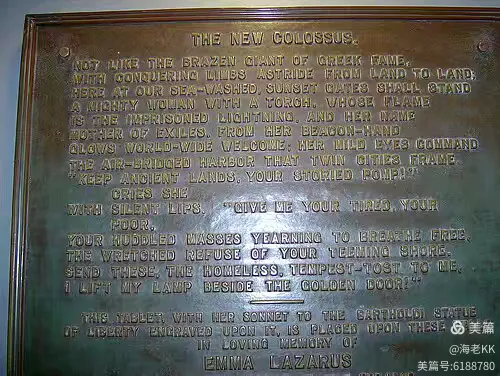 THE NEW COLOSSUS.
NOT LIKE THE BRAZEN GIANT OF GREEK FAME,
WITH CONQUERING LIMBS ASTRIDE FROM LAND TO LAND;
HERE AT OUR SEA-WASHED, SUNSET GATES SHALL STAND
A MIGHTY WOMAN WITH A TORCH, WHOSE FLAME
IS THE IMPRISONED LIGHTNING, AND HER NAME
MOTHER OF EXILES. FROM HER BEACON-HAND
GLOWS WORLD-WIDE WELCOME; HER MILD EYES COMMAND
THE AIR-BRIDGED HARBOR THAT TWIN CITIES FRAME.
"KEEP ANCIENT LANDS, YOUR STORIED POMP!"
CRIES SHE
WITH SILENT LIPS. "GIVE ME YOUR TIRED, YOUR
POOR,
YOUR HUDDLED MASSES YEARNING TO BREATHE FREE,
THE WRETCHED REFUSE OF YOUR TEEMING SHORE.
SEND THESE, THE HOMELESS, TEMPEST-TOST TO ME,
I LIFT MY LAMP BESIDE THE GOLDEN DOOR!"
THIS TABLET, WITH HER SONNET TO THE BARTHOLDI STATUE
OF LIBERTY ENGRAVED UPON IT, IS PLACED UPON THESE
IN LOVING MEMORY OF
EMMA LAZARUS
美篇
@海老KK
美篇号:6188780